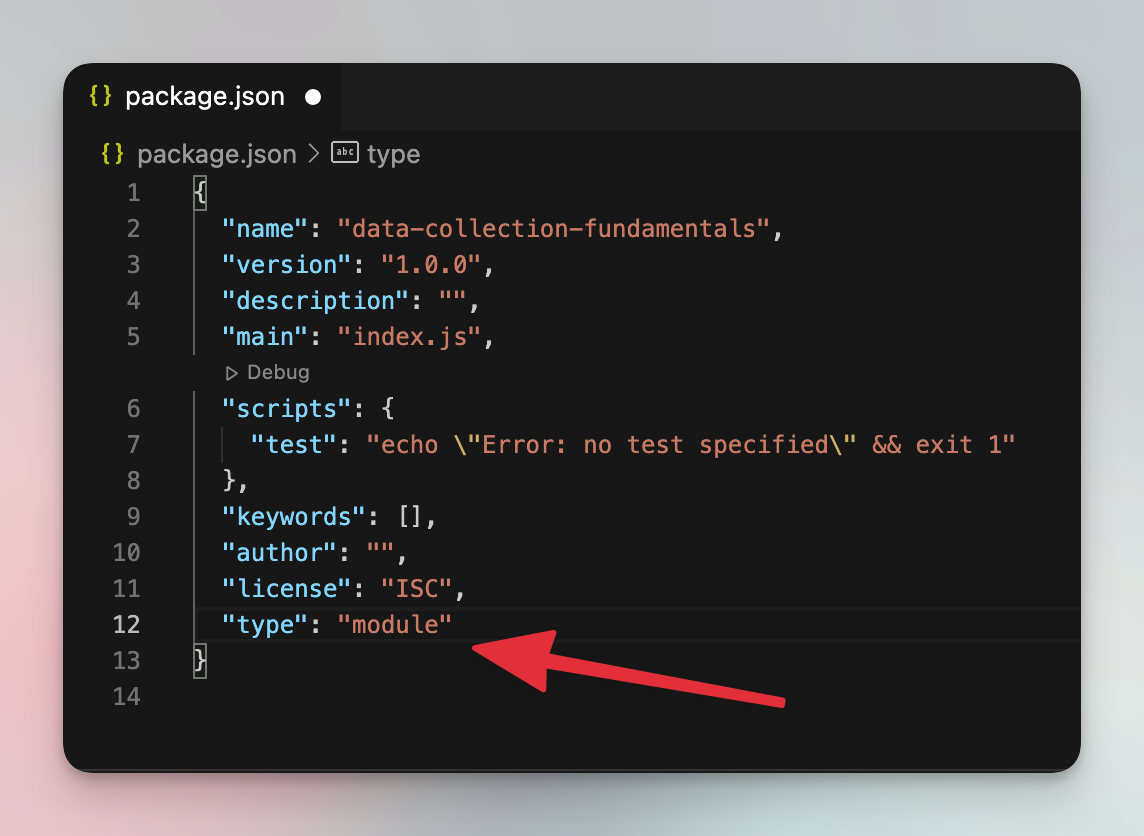 {} package.json ●
{} package.json > abc type
1 {
2 "name": "data-collection-fundamentals",
3 "version": "1.0.0",
4 "description": "",
5 "main": "index.js",
▷ Debug
6 "scripts": {
7 "test": "echo \"Error: no test specified\" && exit 1"
8 },
9 "keywords": [],
10 "author": "",
11 "license": "ISC",
12 "type": "module"
13 }
14